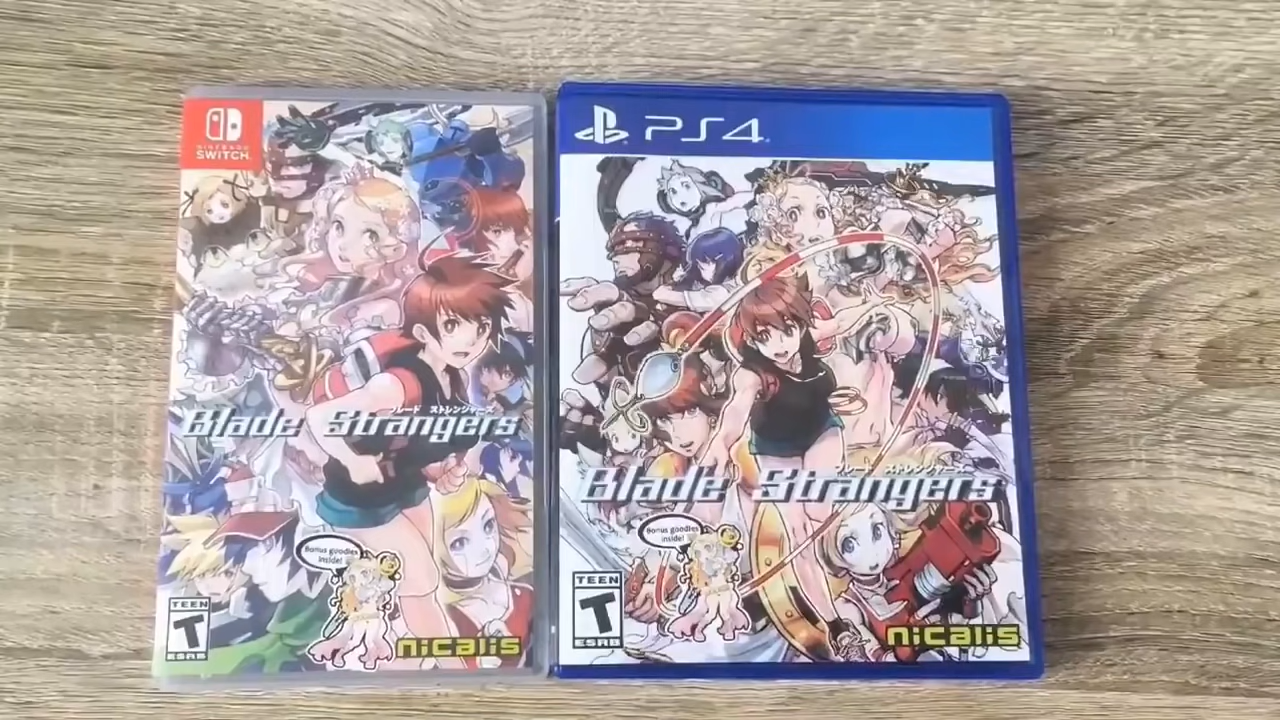 NINTENDO
SWITCH
ブレード ストレンジャーズ
Blade Strangers
Bonus goodies
inside!
TEEN
T
ESRB
nicalis
PS4
ブレード ストレンジャーズ
Blade Strangers
Bonus goodies
inside!
TEEN
T
ESRB
nicalis